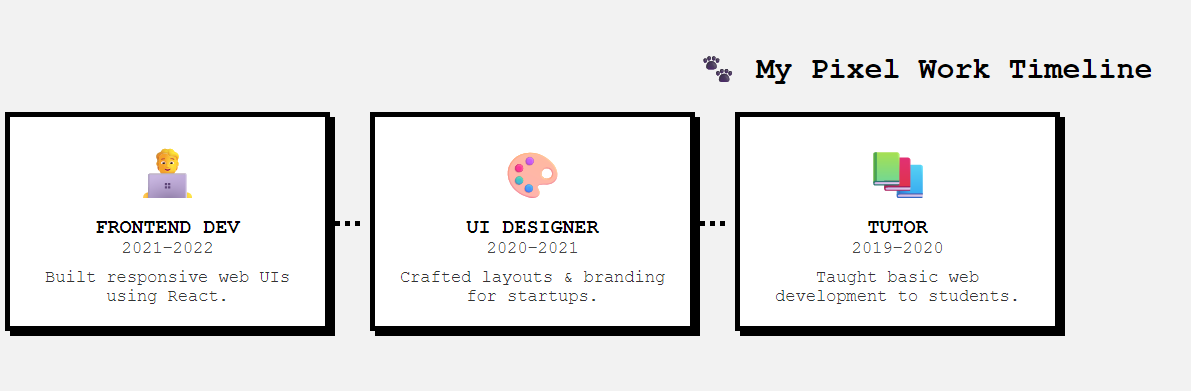 🐾 My Pixel Work Timeline
FRONTEND DEV
2021–2022
Built responsive web UIs
using React.
UI DESIGNER
2020–2021
Crafted layouts & branding
for startups.
TUTOR
2019–2020
Taught basic web
development to students.